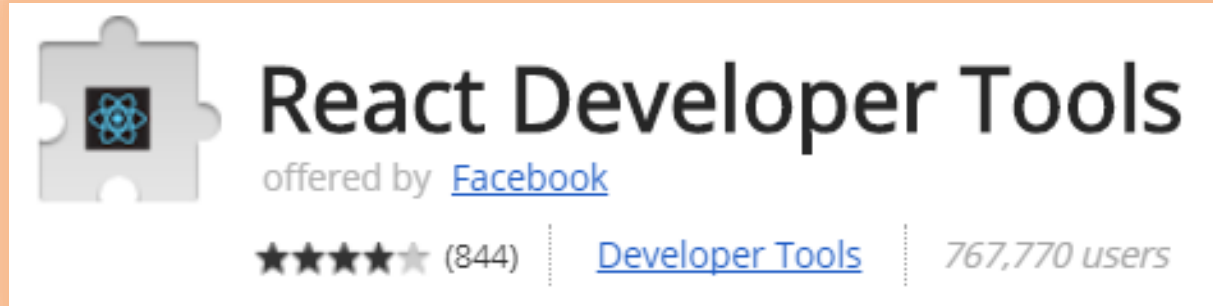 React Developer Tools
offered by Facebook
(844) Developer Tools 767,770 users